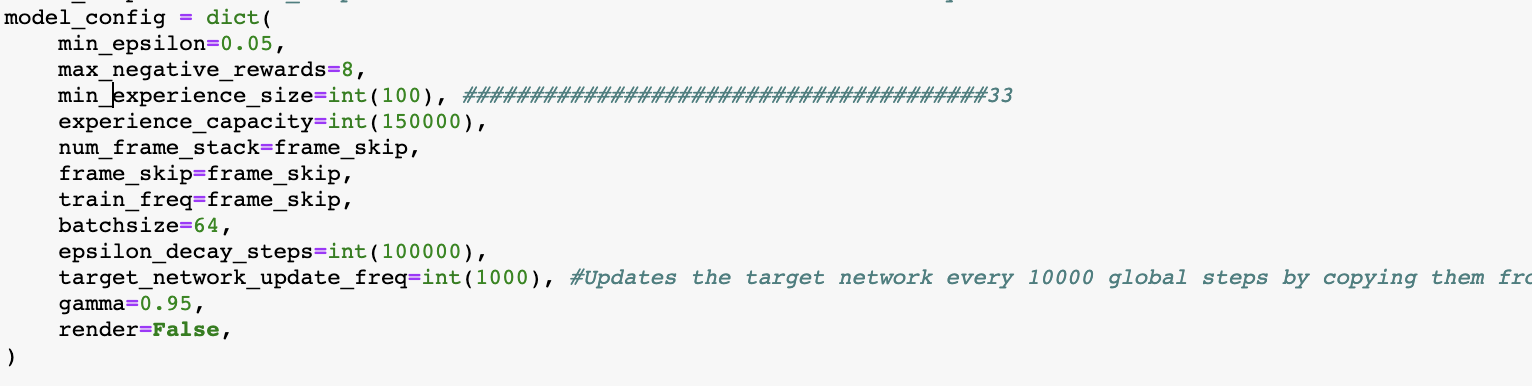 model_config = dict(
    min_epsilon=0.05,
    max_negative_rewards=8,
    min_experience_size=int(100), #######################################33
    experience_capacity=int(150000),
    num_frame_stack=frame_skip,
    frame_skip=frame_skip,
    train_freq=frame_skip,
    batchsize=64,
    epsilon_decay_steps=int(100000),
    target_network_update_freq=int(1000), #Updates the target network every 10000 global steps by copying them
    gamma=0.95,
    render=False,
)